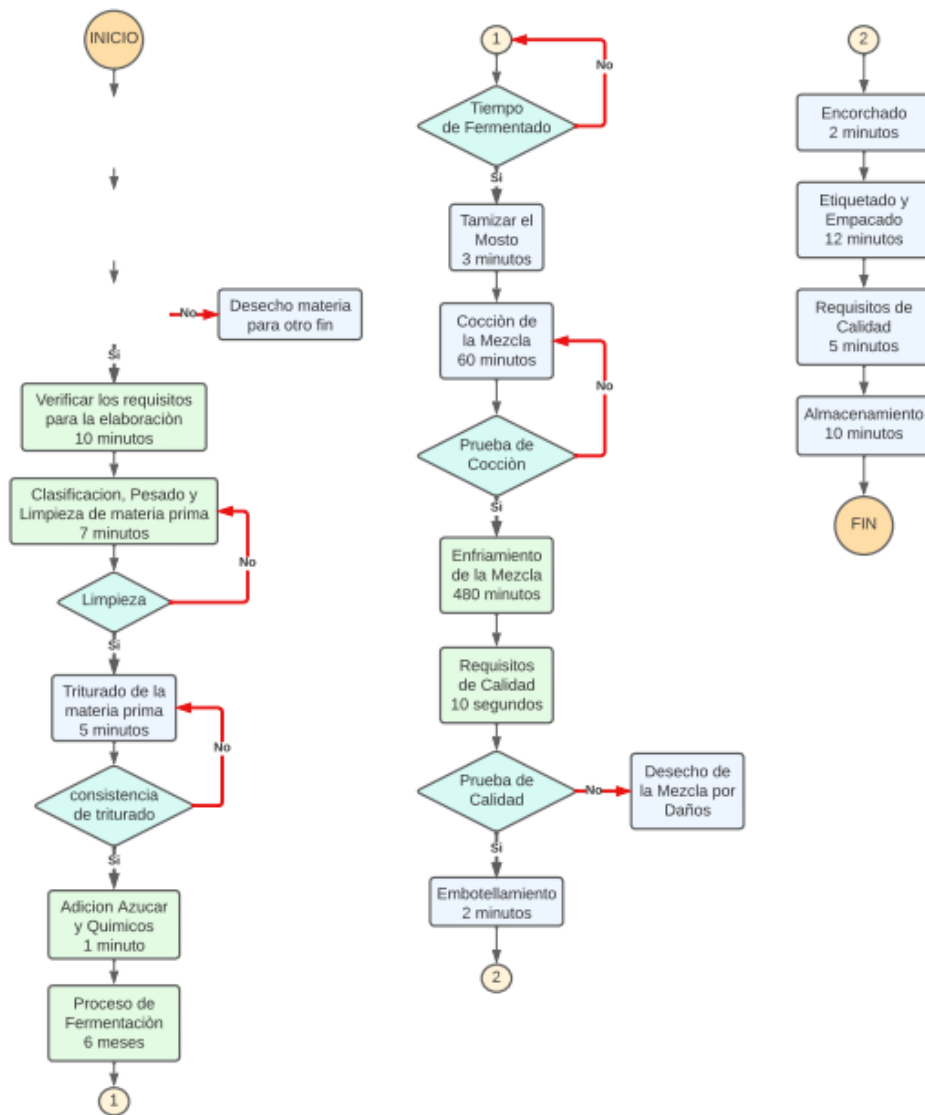 INICIO
No
Desecho materia
para otro fin
Si
Verificar los requisitos
para la elaboraciòn
10 minutos
Clasificacion, Pesado y
Limpieza de materia prima
7 minutos
No
Limpieza
Si
Triturado de la
materia prima
5 minutos
No
consistencia
de triturado
Si
Adicion Azucar
y Quimicos
1 minuto
Proceso de
Fermentaciòn
6 meses
1
1
No
Tiempo
de Fermentado
Si
Tamizar el
Mosto
3 minutos
Cocciòn de
la Mezcla
60 minutos
No
Prueba de
Cocciòn
Si
Enfriamiento
de la Mezcla
480 minutos
Requisitos
de Calidad
10 segundos
Prueba de
Calidad
No
Desecho de
la Mezcla por
Daños
Si
Embotellamiento
2 minutos
2
2
Encorchado
2 minutos
Etiquetado y
Empacado
12 minutos
Requisitos de
Calidad
5 minutos
Almacenamiento
10 minutos
FIN